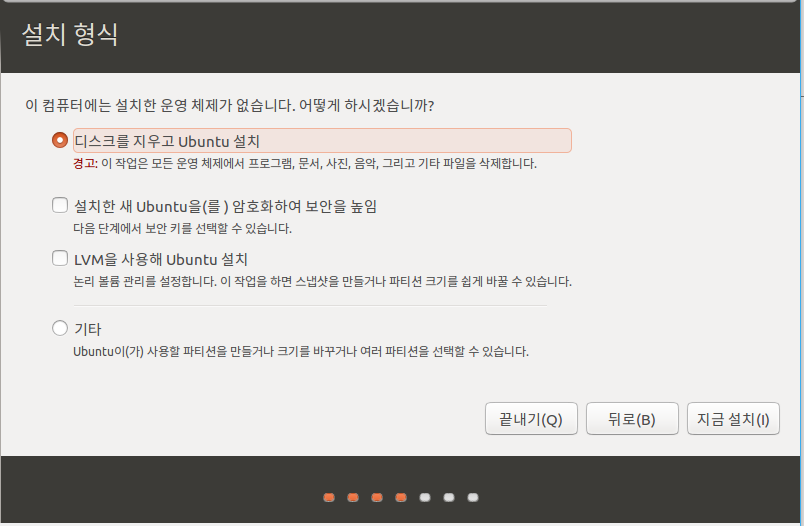 설치 형식
이 컴퓨터에는 설치한 운영 체제가 없습니다. 어떻게 하시겠습니까?
디스크를 지우고 Ubuntu 설치
경고: 이 작업은 모든 운영 체제에서 프로그램, 문서, 사진, 음악, 그리고 기타 파일을 삭제합니다.
설치한 새 Ubuntu을(를 ) 암호화하여 보안을 높임
다음 단계에서 보안 키를 선택할 수 있습니다.
LVM을 사용해 Ubuntu 설치
논리 볼륨 관리를 설정합니다. 이 작업을 하면 스냅샷을 만들거나 파티션 크기를 쉽게 바꿀 수 있습니다.
기타
Ubuntu이(가) 사용할 파티션을 만들거나 크기를 바꾸거나 여러 파티션을 선택할 수 있습니다.
끝내기(Q) 뒤로(B) 지금 설치(I)